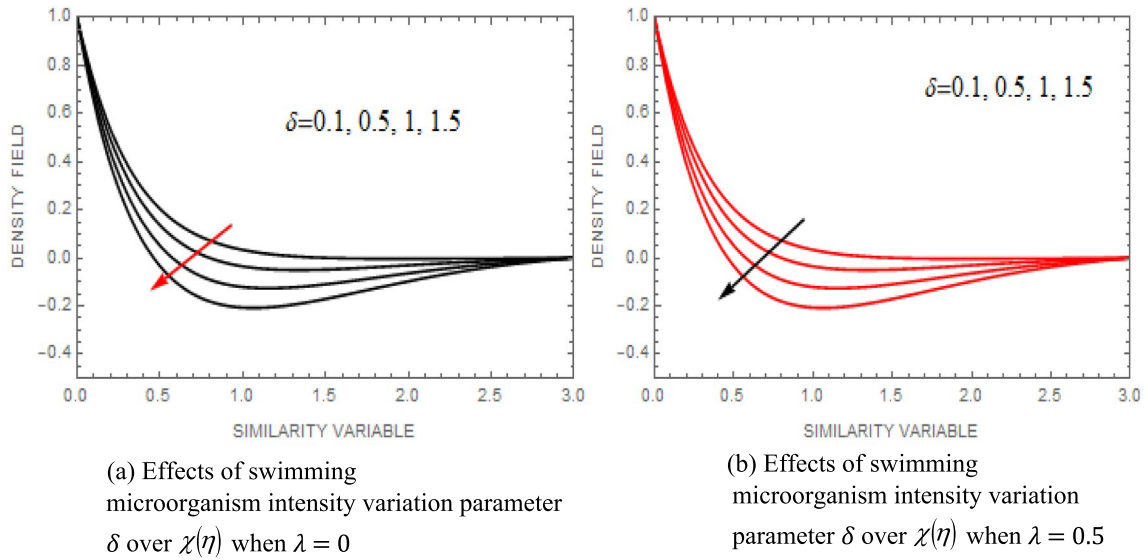 1.0
0.8
0.6
0.4
0.2
0.0
−0.2
−0.4
DENSITY FIELD
δ=0.1, 0.5, 1, 1.5
0.0 0.5 1.0 1.5 2.0 2.5 3.0
SIMILARITY VARIABLE
(a) Effects of swimming
microorganism intensity variation parameter
δ over χ(η) when λ = 0
1.0
0.8
0.6
0.4
0.2
0.0
−0.2
−0.4
DENSITY FIELD
δ=0.1, 0.5, 1, 1.5
0.0 0.5 1.0 1.5 2.0 2.5 3.0
SIMILARITY VARIABLE
(b) Effects of swimming
microorganism intensity variation
parameter δ over χ(η) when λ = 0.5